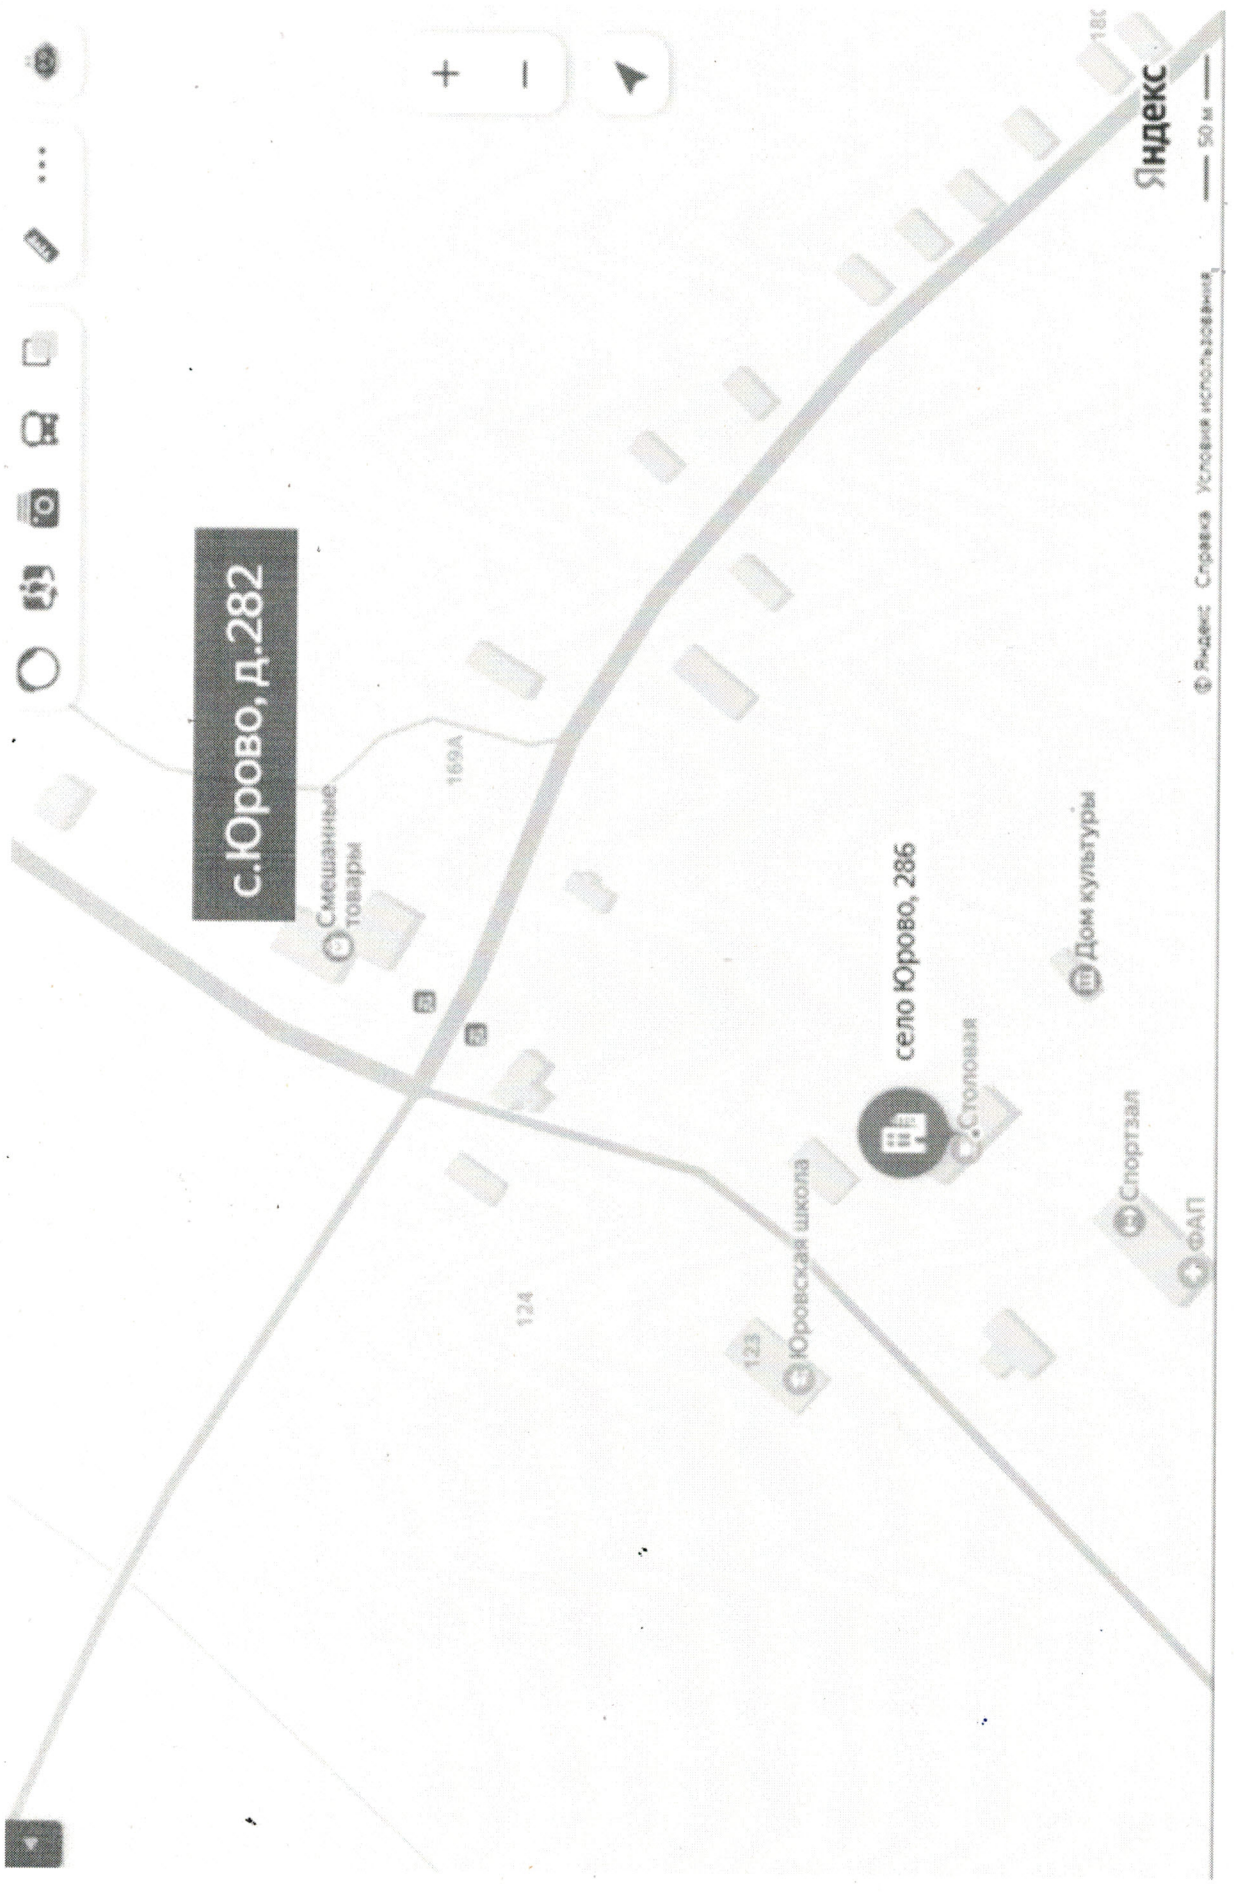 с.Юрово, д.282
Смешанные
товары
169А
124
село Юрово, 286
Столовая
123
Юровская школа
Дом культуры
Спортзал
ФАП
Яндекс
© Яндекс Справка Условия использования
50 м